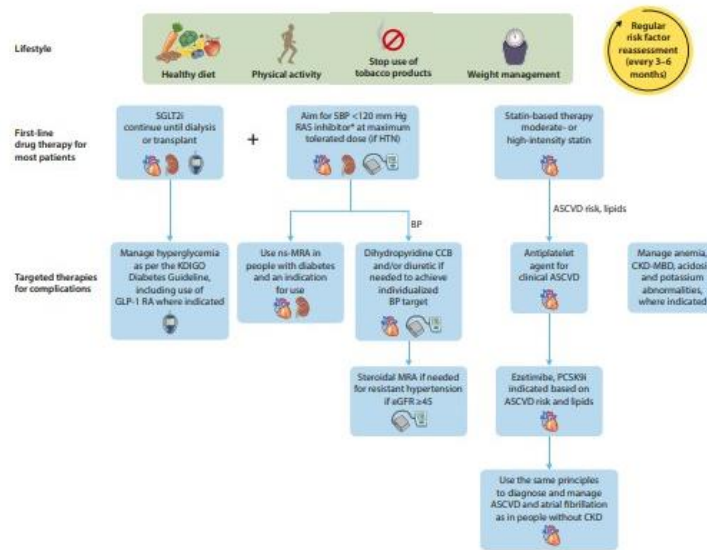 Lifestyle
Healthy diet
Physical activity
Stop use of
tobacco products
Weight management
Regular
risk factor
reassessment
(every 3–6
months)
First-line
drug therapy for
most patients
SGLT2i
continue until dialysis
or transplant
+
Aim for SBP <120 mm Hg
RAS inhibitor* at maximum
tolerated dose (if HTN)
Statin-based therapy
moderate- or
high-intensity statin
ASCVD risk, lipids
BP
Targeted therapies
for complications
Manage hyperglycemia
as per the KDIGO
Diabetes Guideline,
including use of
GLP-1 RA where indicated
Use ns-MRA in
people with diabetes
and an indication
for use
Dihydropyridine CCB
and/or diuretic if
needed to achieve
individualized
BP target
Antiplatelet
agent for
clinical ASCVD
Manage anemia,
CKD-MBD, acidosis
and potassium
abnormalities,
where indicated
Steroidal MRA if needed
for resistant hypertension
if eGFR ≥45
Ezetimibe, PCSK9i
indicated based on
ASCVD risk and lipids
Use the same principles
to diagnose and manage
ASCVD and atrial fibrillation
as in people without CKD